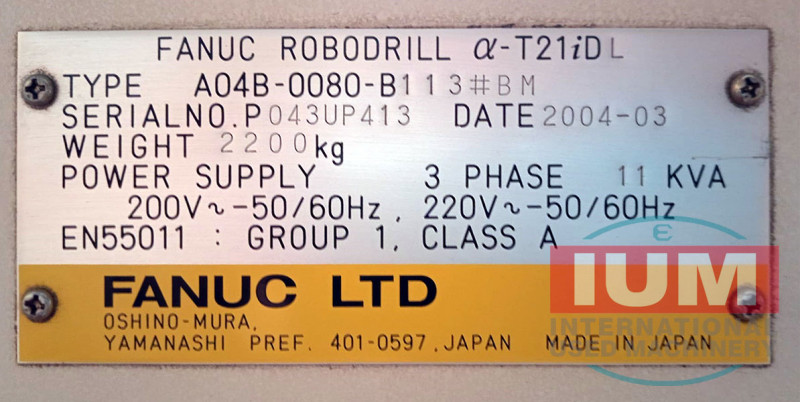 FANUC ROBODRILL α-T21iDL
TYPE A04B-0080-B113#BM
SERIALNO.P043UP413 DATE 2004-03
WEIGHT 2200kg
POWER SUPPLY 3 PHASE 11 KVA
200V~-50/60Hz, 220V~-50/60Hz
EN55011 : GROUP 1, CLASS A
FANUC LTD
OSHINO-MURA,
YAMANASHI PREF. 401-0597, JAPAN MADE IN JAPAN
IUM
INTERNATIONAL
USED MACHINERY